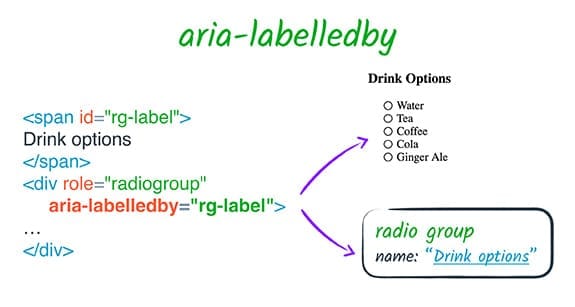 aria-labelledby
<span id="rg-label">
Drink options
</span>
<div role="radiogroup"
aria-labelledby="rg-label">
...
</div>
Drink Options
Water
Tea
Coffee
Cola
Ginger Ale
radio group
name: “Drink options”